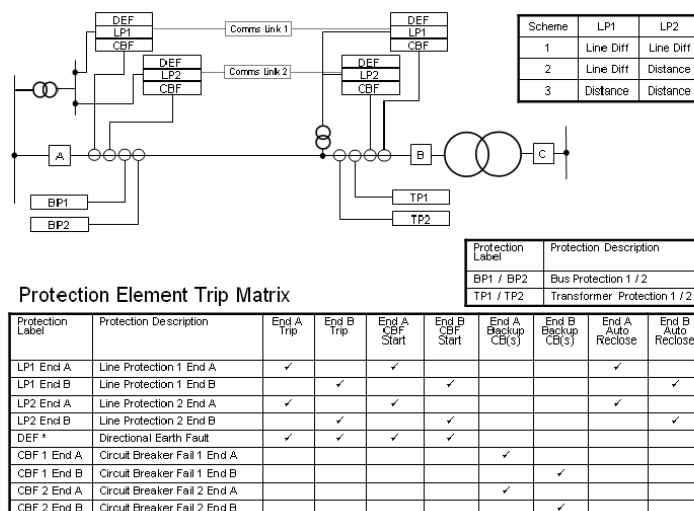 DEF
LP1
CBF
Comms Link 1
DEF
LP1
CBF
DEF
LP2
CBF
Comms Link 2
DEF
LP2
CBF
Scheme LP1 LP2
1 Line Diff Line Diff
2 Line Diff Distance
3 Distance Distance
A
B
C
BP1
BP2
TP1
TP2
Protection Label Protection Description
BP1 / BP2 Bus Protection 1 / 2
TP1 / TP2 Transformer Protection 1 / 2
Protection Element Trip Matrix
Protection Label Protection Description End A Trip End B Trip End A CBF Start End B CBF Start End A Backup CB(s) End B Backup CB(s) End A Auto Reclose End B Auto Reclose
LP1 End A Line Protection 1 End A ✓ ✓ ✓
LP1 End B Line Protection 1 End B ✓ ✓ ✓
LP2 End A Line Protection 2 End A ✓ ✓ ✓
LP2 End B Line Protection 2 End B ✓ ✓ ✓
DEF * Directional Earth Fault ✓ ✓ ✓ ✓
CBF 1 End A Circuit Breaker Fail 1 End A ✓
CBF 1 End B Circuit Breaker Fail 1 End B ✓
CBF 2 End A Circuit Breaker Fail 2 End A ✓
CBF 2 End B Circuit Breaker Fail 2 End B ✓